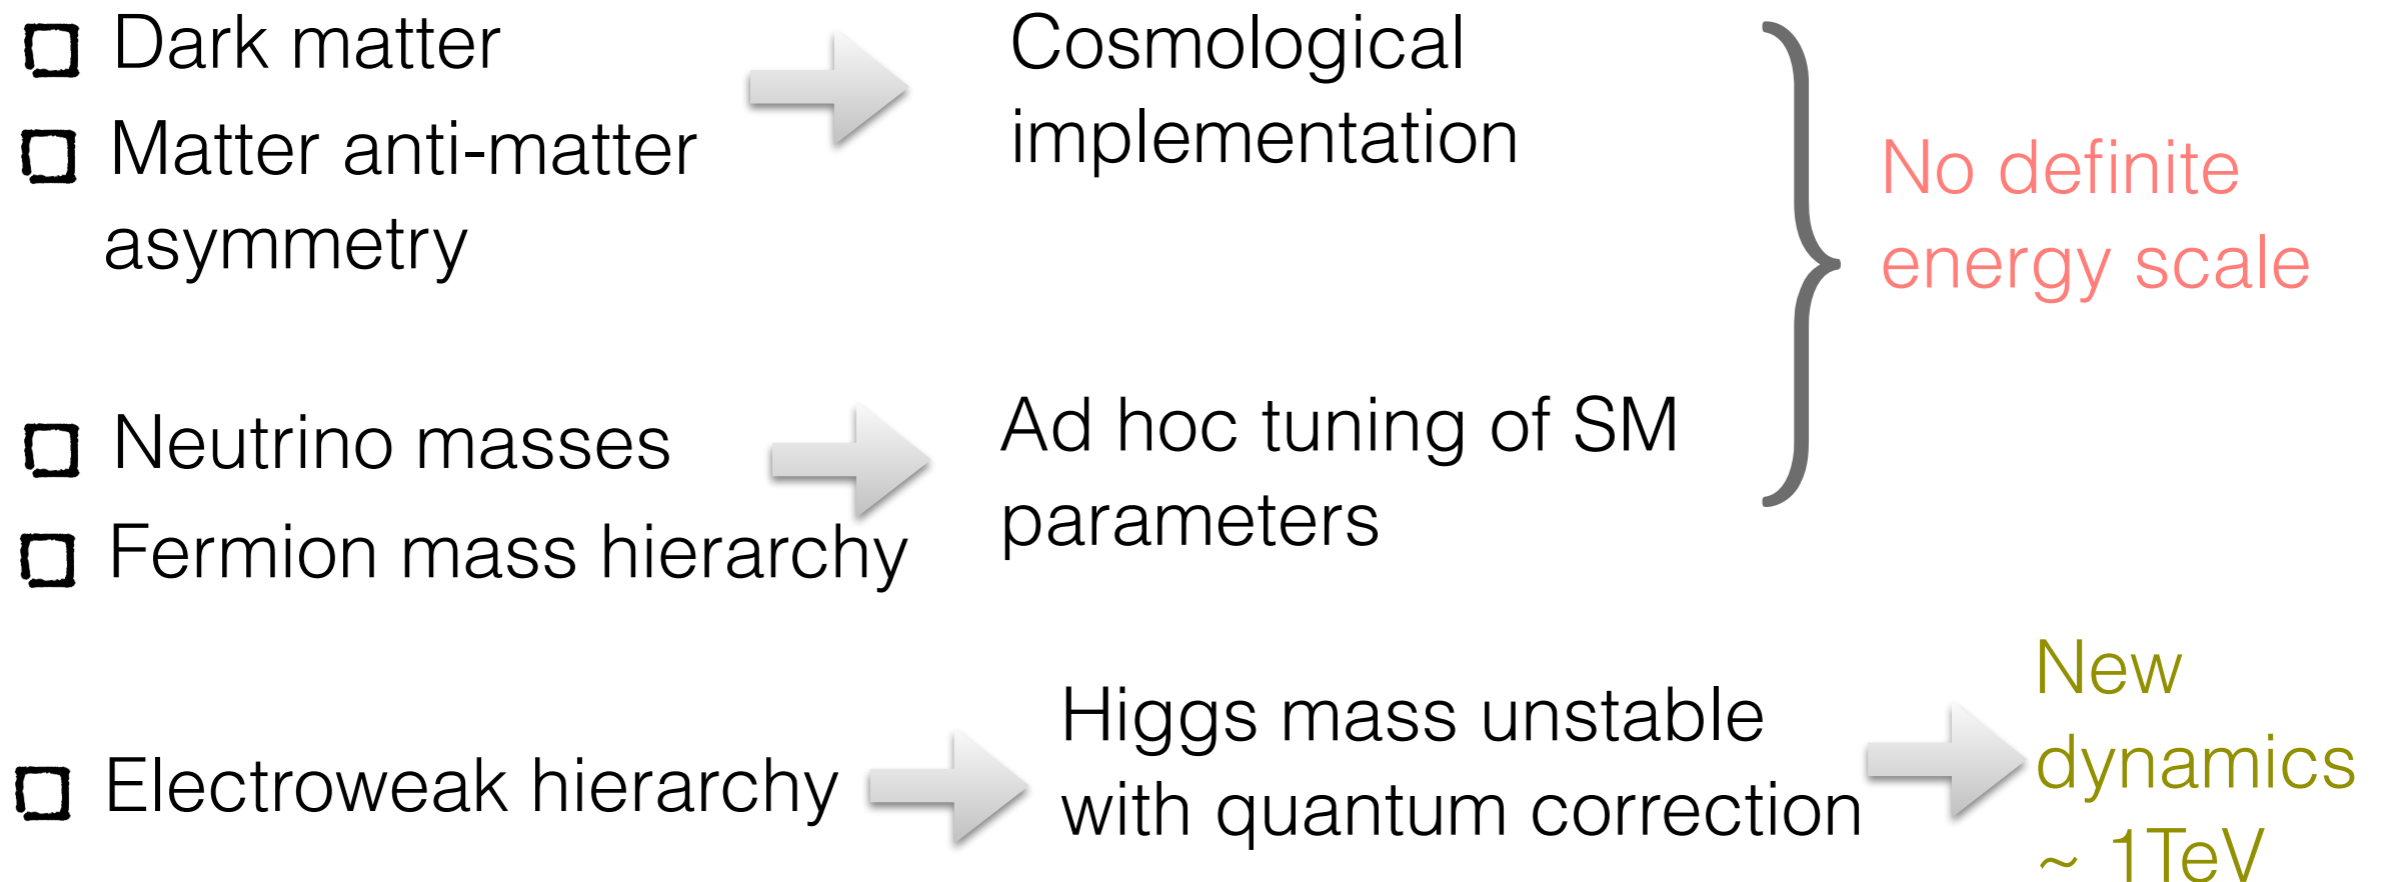 Dark matter
Matter anti-matter
asymmetry
Cosmological
implementation
No definite
energy scale
Neutrino masses
Fermion mass hierarchy
Ad hoc tuning of SM
parameters
Electroweak hierarchy
Higgs mass unstable
with quantum correction
New
dynamics
~ 1TeV